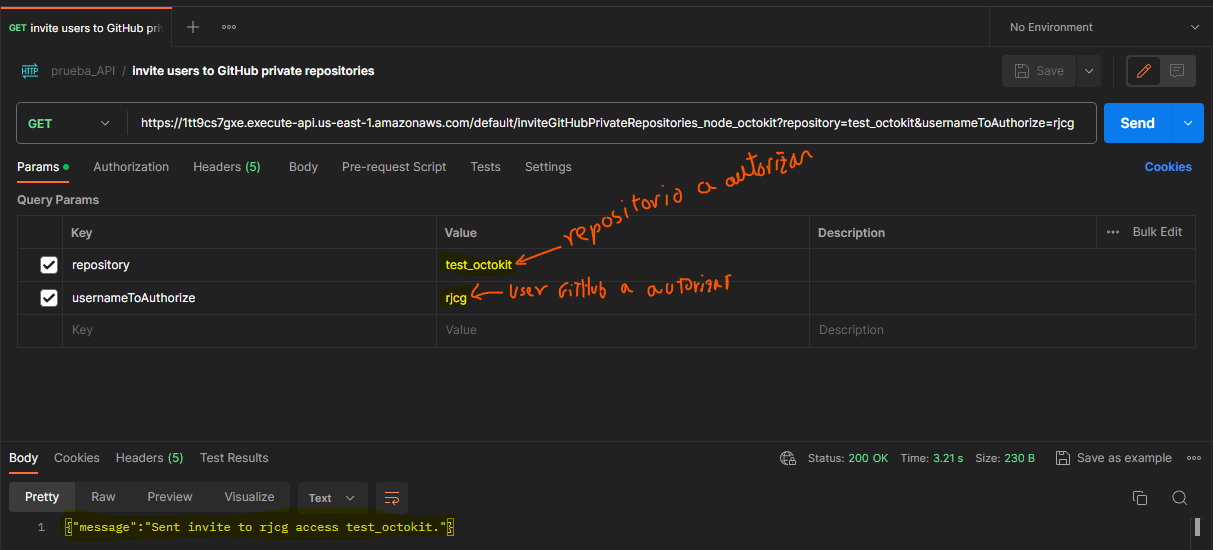 GET invite users to GitHub priv
No Environment
HTTP prueba_API / invite users to GitHub private repositories
Save
GET https://1tt9cs7gxe.execute-api.us-east-1.amazonaws.com/default/inviteGitHubPrivateRepositories_node_octokit?repository=test_octokit&usernameToAuthorize=rjcg Send
Params Authorization Headers (5) Body Pre-request Script Tests Settings Cookies
Query Params
repositorio a autorizar
Key Value Description Bulk Edit
repository test_octokit
usernameToAuthorize rjcg user GitHub a autorizar
Key Value Description
Body Cookies Headers (5) Test Results Status: 200 OK Time: 3.21 s Size: 230 B Save as example
Pretty Raw Preview Visualize Text
1 {"message":"Sent invite to rjcg access test_octokit."}